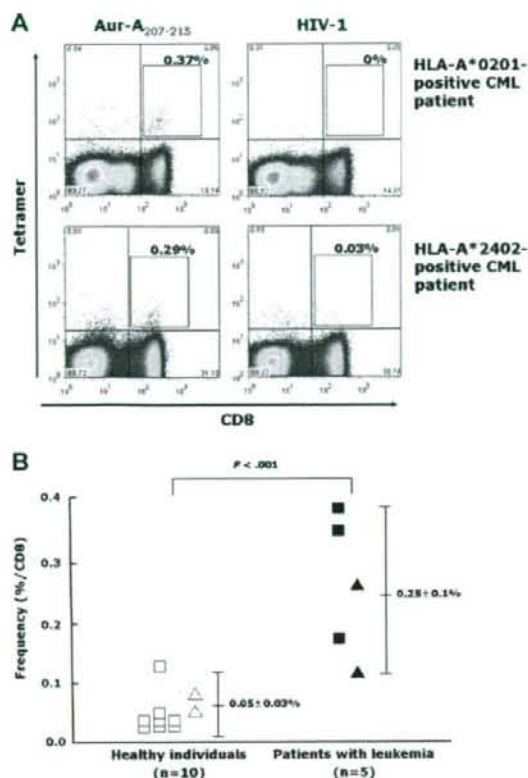 A
Aur-A207-215
HIV-1
0.37%
0%
HLA-A*0201-
positive CML
patient
0.29%
0.03%
HLA-A*2402-
positive CML
patient
Tetramer
CD8
B
P < .001
0.4
0.3
0.2
0.1
0.0
Frequency (%/CD8)
0.25±0.1%
0.05±0.03%
Healthy individuals
(n=10)
Patients with leukemia
(n=5)